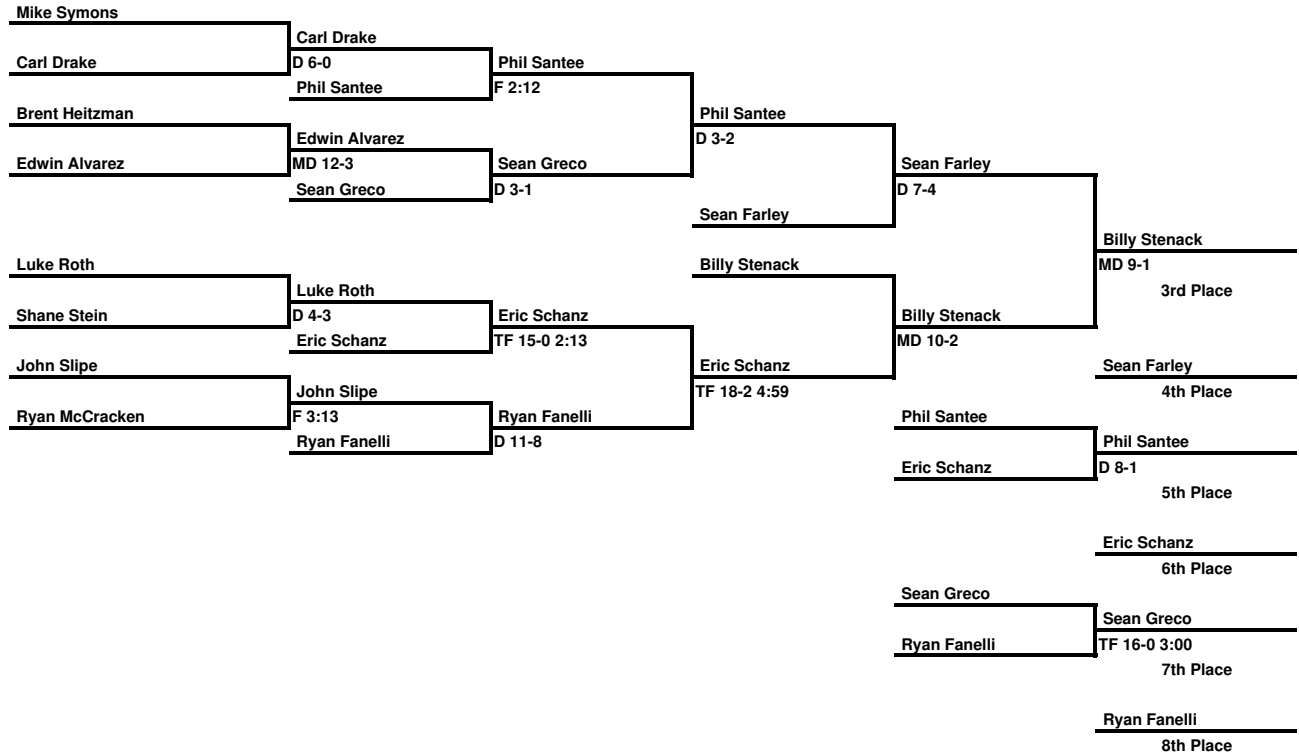 Mike Symons
Carl Drake
Carl Drake
D 6-0
Phil Santee
Phil Santee
F 2:12
Brent Heitzman
Phil Santee
Edwin Alvarez
D 3-2
Edwin Alvarez
MD 12-3
Sean Greco
Sean Farley
Sean Greco
D 3-1
D 7-4
Sean Farley
Billy Stenack
Luke Roth
Billy Stenack
MD 9-1
Luke Roth
3rd Place
Shane Stein
D 4-3
Eric Schanz
Billy Stenack
Eric Schanz
TF 15-0 2:13
MD 10-2
John Slipe
Eric Schanz
Sean Farley
John Slipe
TF 18-2 4:59
4th Place
Ryan McCracken
F 3:13
Ryan Fanelli
Phil Santee
Ryan Fanelli
D 11-8
Phil Santee
Eric Schanz
D 8-1
5th Place
Eric Schanz
6th Place
Sean Greco
Sean Greco
Ryan Fanelli
TF 16-0 3:00
7th Place
Ryan Fanelli
8th Place